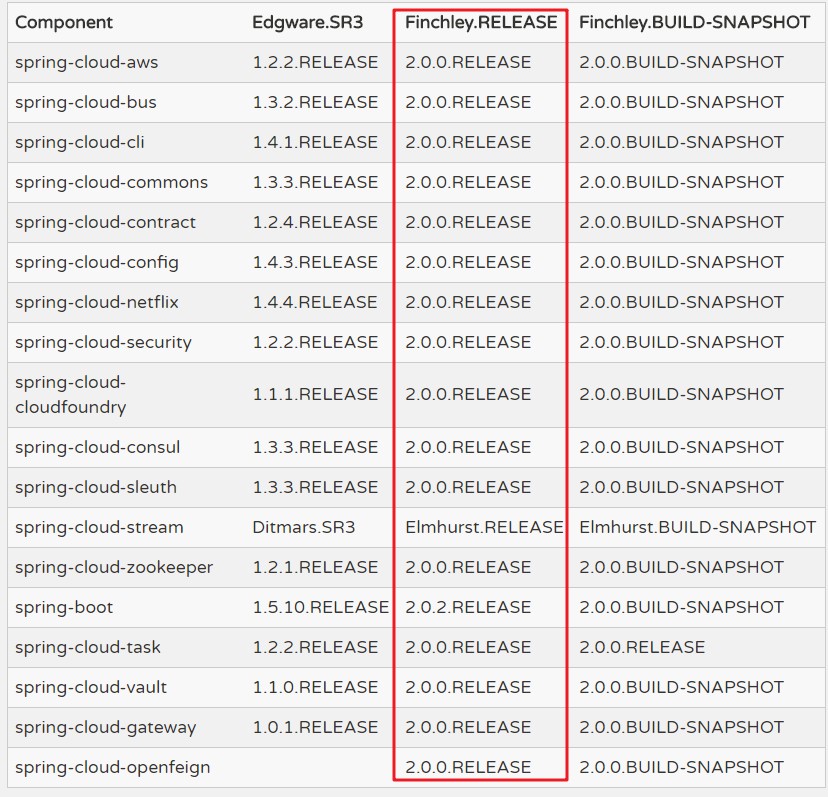 Component Edgware.SR3 Finchley.RELEASE Finchley.BUILD-SNAPSHOT
spring-cloud-aws 1.2.2.RELEASE 2.0.0.RELEASE 2.0.0.BUILD-SNAPSHOT
spring-cloud-bus 1.3.2.RELEASE 2.0.0.RELEASE 2.0.0.BUILD-SNAPSHOT
spring-cloud-cli 1.4.1.RELEASE 2.0.0.RELEASE 2.0.0.BUILD-SNAPSHOT
spring-cloud-commons 1.3.3.RELEASE 2.0.0.RELEASE 2.0.0.BUILD-SNAPSHOT
spring-cloud-contract 1.2.4.RELEASE 2.0.0.RELEASE 2.0.0.BUILD-SNAPSHOT
spring-cloud-config 1.4.3.RELEASE 2.0.0.RELEASE 2.0.0.BUILD-SNAPSHOT
spring-cloud-netflix 1.4.4.RELEASE 2.0.0.RELEASE 2.0.0.BUILD-SNAPSHOT
spring-cloud-security 1.2.2.RELEASE 2.0.0.RELEASE 2.0.0.BUILD-SNAPSHOT
spring-cloud-
cloudfoundry 1.1.1.RELEASE 2.0.0.RELEASE 2.0.0.BUILD-SNAPSHOT
spring-cloud-consul 1.3.3.RELEASE 2.0.0.RELEASE 2.0.0.BUILD-SNAPSHOT
spring-cloud-sleuth 1.3.3.RELEASE 2.0.0.RELEASE 2.0.0.BUILD-SNAPSHOT
spring-cloud-stream Ditmars.SR3 Elmhurst.RELEASE Elmhurst.BUILD-SNAPSHOT
spring-cloud-zookeeper 1.2.1.RELEASE 2.0.0.RELEASE 2.0.0.BUILD-SNAPSHOT
spring-boot 1.5.10.RELEASE 2.0.2.RELEASE 2.0.0.BUILD-SNAPSHOT
spring-cloud-task 1.2.2.RELEASE 2.0.0.RELEASE 2.0.0.RELEASE
spring-cloud-vault 1.1.0.RELEASE 2.0.0.RELEASE 2.0.0.BUILD-SNAPSHOT
spring-cloud-gateway 1.0.1.RELEASE 2.0.0.RELEASE 2.0.0.BUILD-SNAPSHOT
spring-cloud-openfeign 2.0.0.RELEASE 2.0.0.BUILD-SNAPSHOT